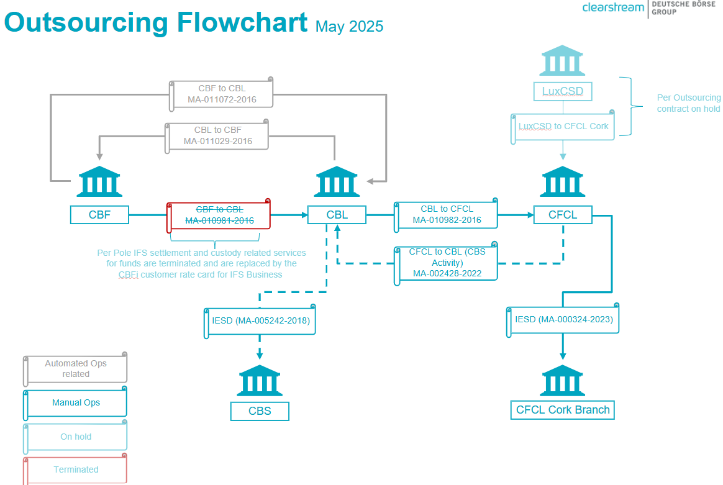 Outsourcing Flowchart May 2025
clearstream DEUTSCHE BÖRSE
GROUP
CBF to CBL
MA-011072-2016
LuxCSD
Per Outsourcing
contract on hold
CBL to CBF
MA-011029-2016
LuxCSD to CFCL Cork
CBF
CBF to CBL
MA-010981-2016
CBL
CBL to CFCL
MA-010982-2016
CFCL
Per Pole IFS settlement and custody related services
for funds are terminated and are replaced by the
CBFi customer rate card for IFS Business
CFCL to CBL (CBS
Activity)
MA-002428-2022
IESD (MA-005242-2018)
IESD (MA-000324-2023)
Automated Ops
related
Manual Ops
On hold
Terminated
CBS
CFCL Cork Branch